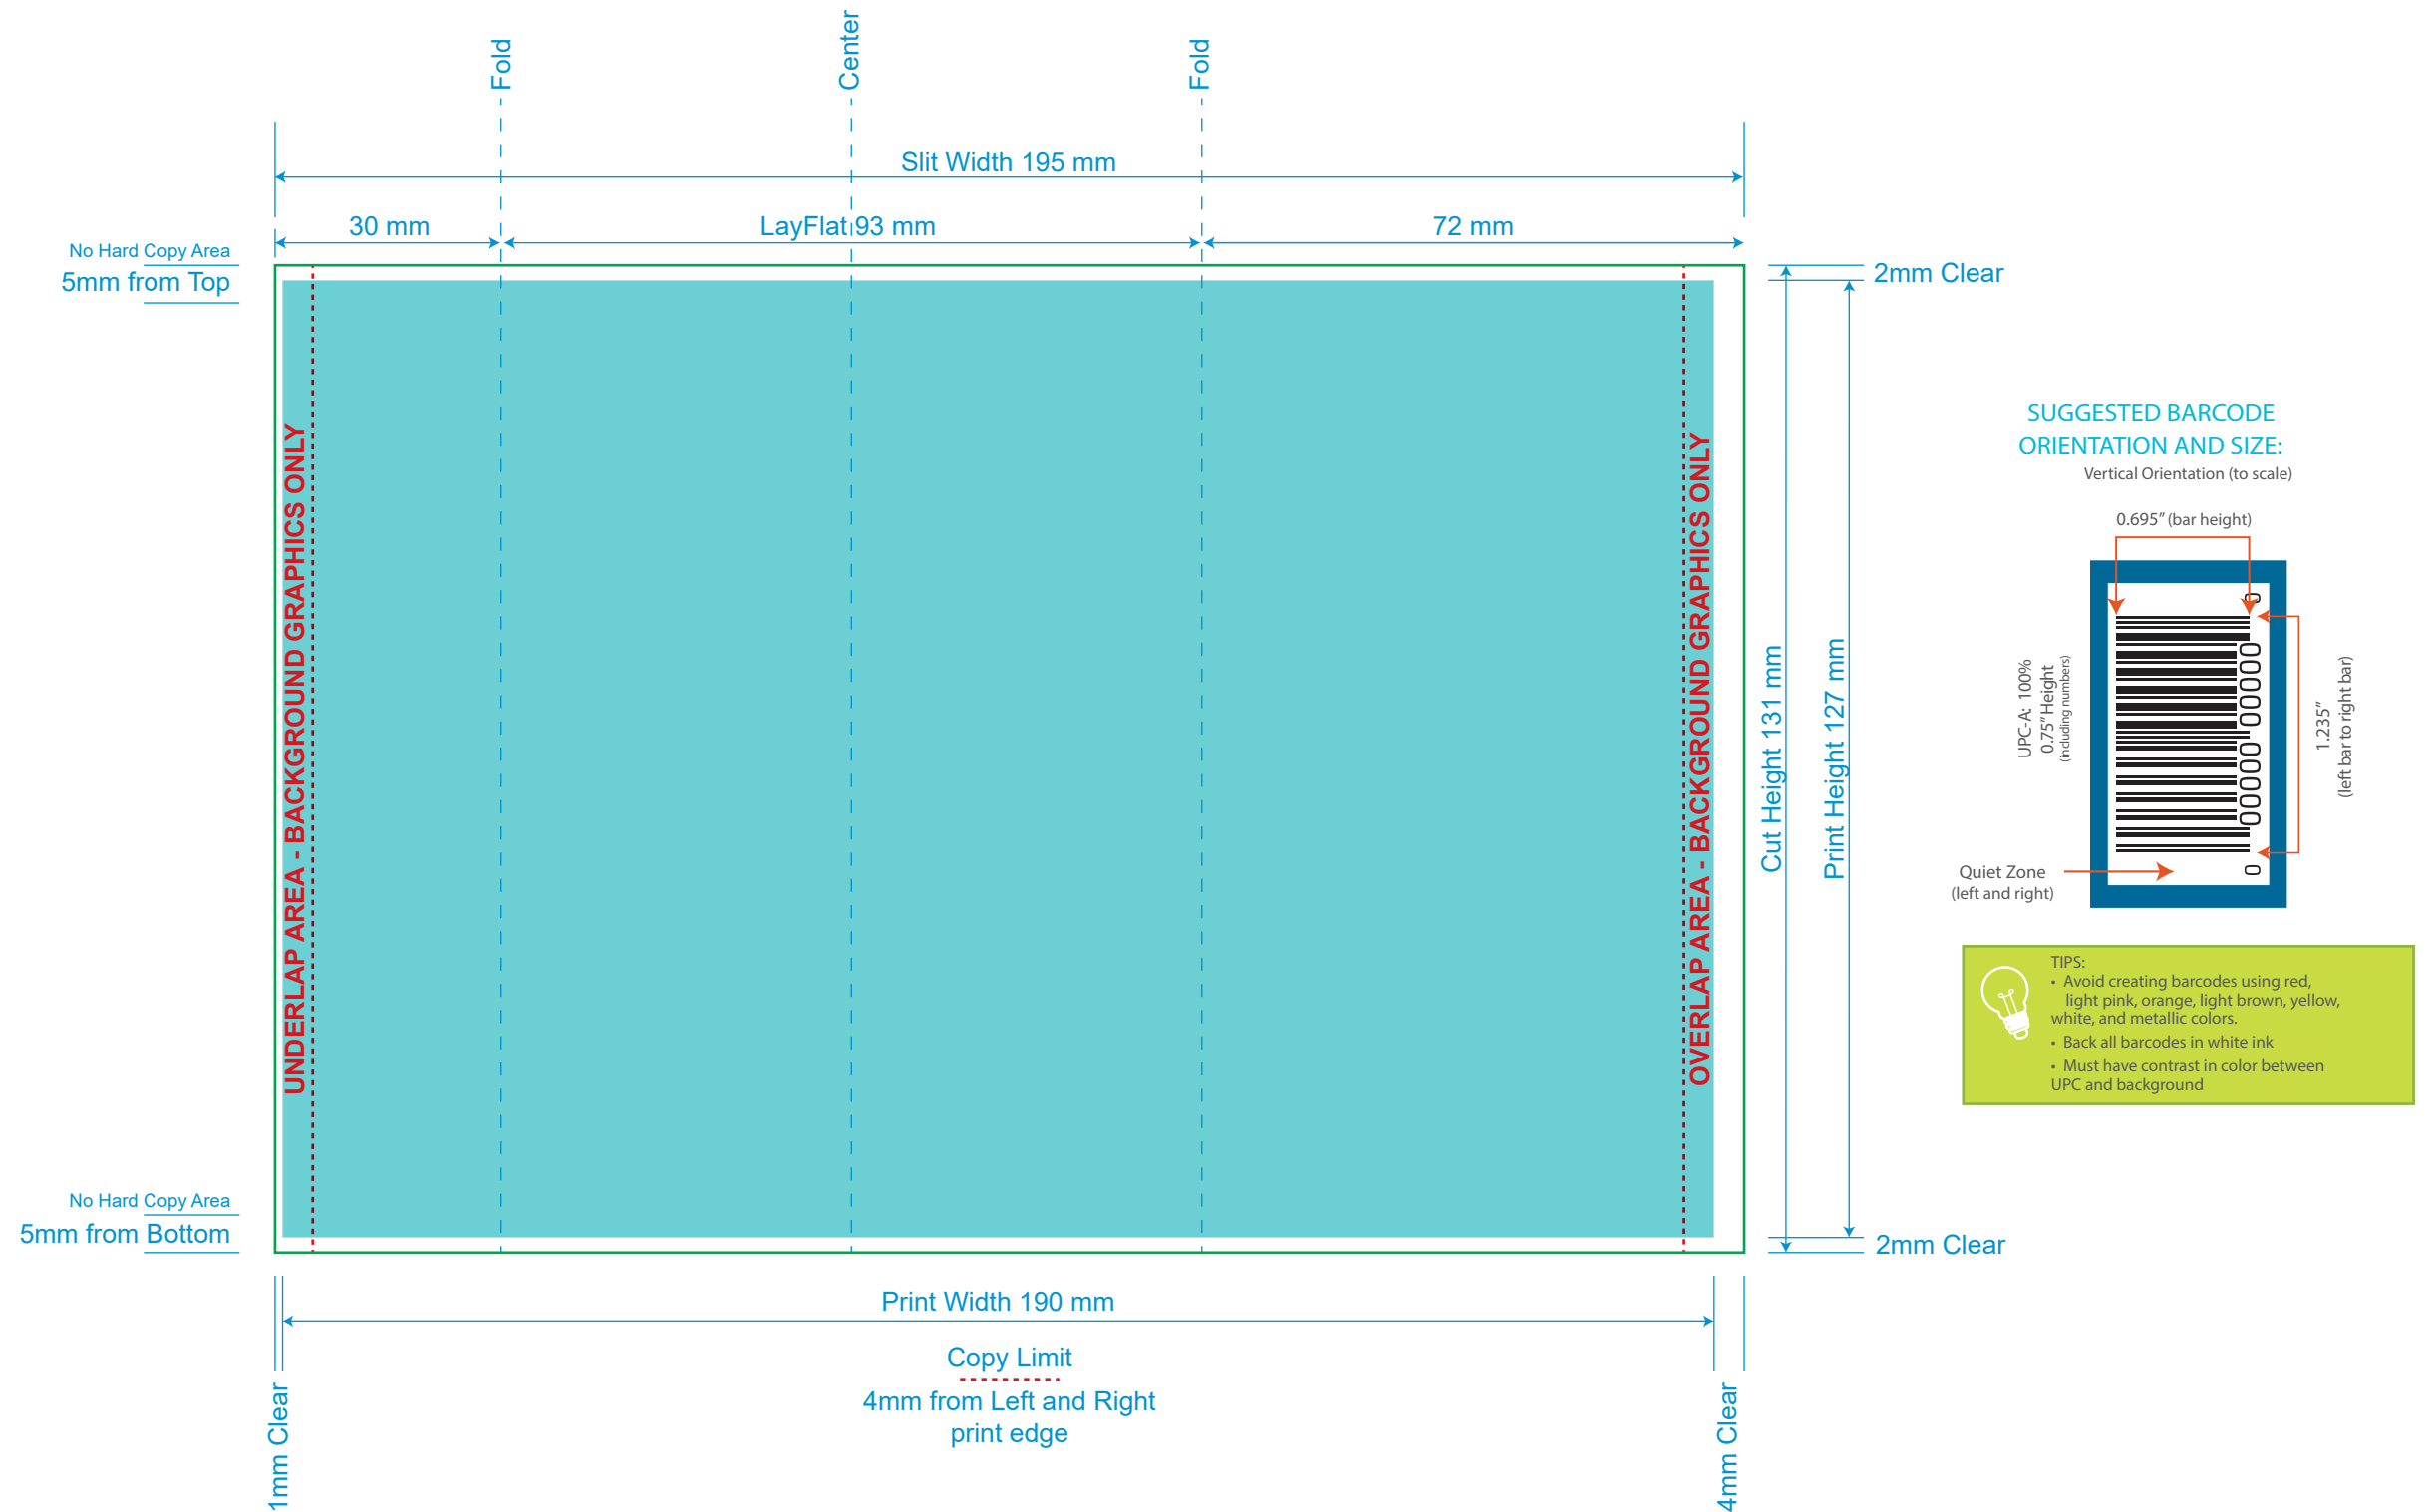 Fold
Center
Fold
Slit Width 195 mm
30 mm
LayFlat 93 mm
72 mm
No Hard Copy Area
5mm from Top
2mm Clear
UNDERLAP AREA - BACKGROUND GRAPHICS ONLY
OVERLAP AREA - BACKGROUND GRAPHICS ONLY
Cut Height 131 mm
Print Height 127 mm
SUGGESTED BARCODE
ORIENTATION AND SIZE:
Vertical Orientation (to scale)
0.695” (bar height)
UPC-A: 100%
0.75” Height
(including numbers)
0 00000 00000 0
1.235”
(left bar to right bar)
Quiet Zone
(left and right)
TIPS:
• Avoid creating barcodes using red,
light pink, orange, light brown, yellow,
white, and metallic colors.
• Back all barcodes in white ink
• Must have contrast in color between
UPC and background
No Hard Copy Area
5mm from Bottom
2mm Clear
Print Width 190 mm
Copy Limit
4mm from Left and Right
print edge
1mm Clear
4mm Clear